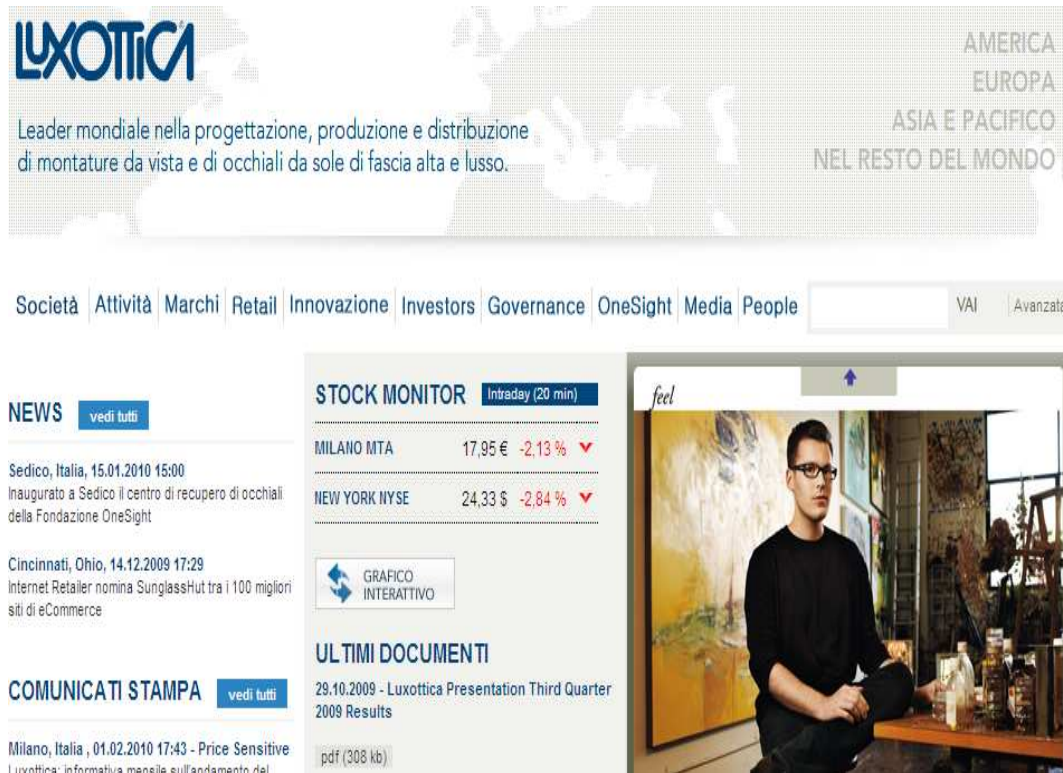 LUXOTTICA
Leader mondiale nella progettazione, produzione e distribuzione
di montature da vista e di occhiali da sole di fascia alta e lusso.
AMERICA
EUROPA
ASIA E PACIFICO
NEL RESTO DEL MONDO
Società Attività Marchi Retail Innovazione Investors Governance OneSight Media People VAI Avanzata
NEWS vedi tutti
Sedico, Italia, 15.01.2010 15:00
Inaugurato a Sedico il centro di recupero di occhiali
della Fondazione OneSight
Cincinnati, Ohio, 14.12.2009 17:29
Internet Retailer nomina SunglassHut tra i 100 migliori
siti di eCommerce
COMUNICATI STAMPA vedi tutti
Milano, Italia , 01.02.2010 17:43 - Price Sensitive
Luxottica: informativa mensile sull'andamento del
STOCK MONITOR Intraday (20 min)
MILANO MTA 17,95 € -2,13 %
NEW YORK NYSE 24,33 $ -2,84 %
GRAFICO
INTERATTIVO
ULTIMI DOCUMENTI
29.10.2009 - Luxottica Presentation Third Quarter
2009 Results
pdf (308 kb)
feel